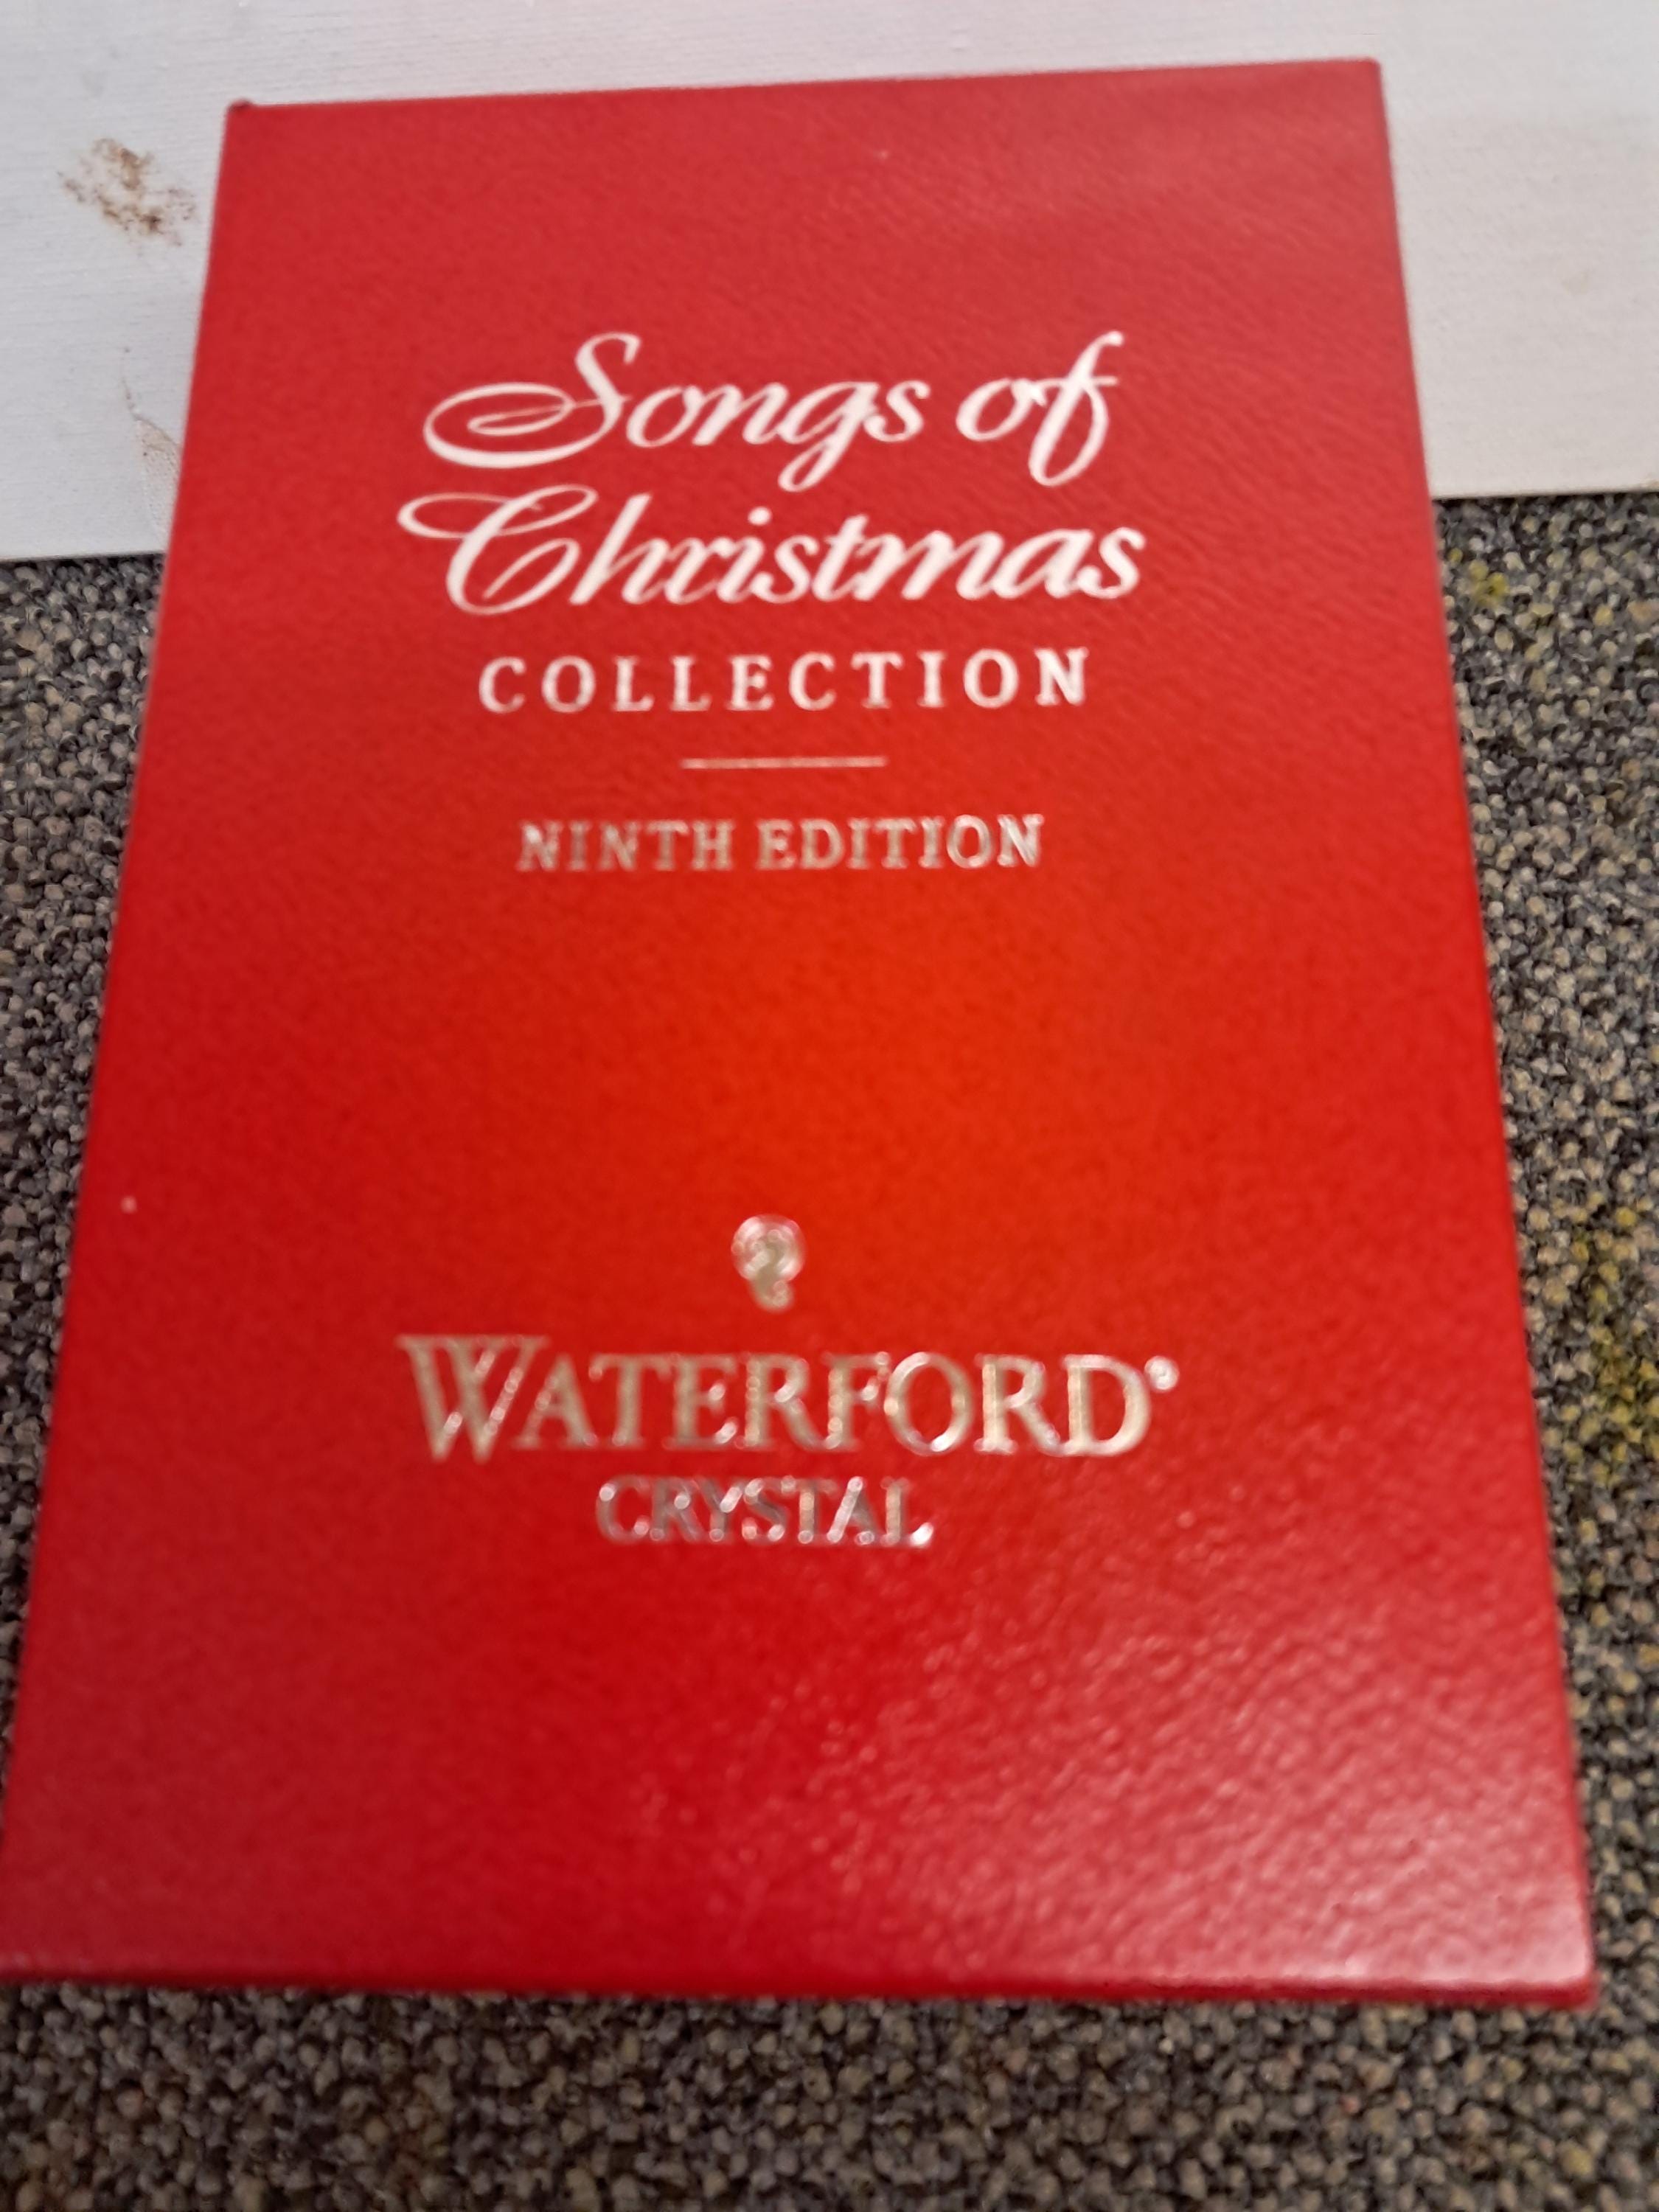 Songs of
Christmas
COLLECTION
NINTH EDITION
WATERFORD®
CRYSTAL